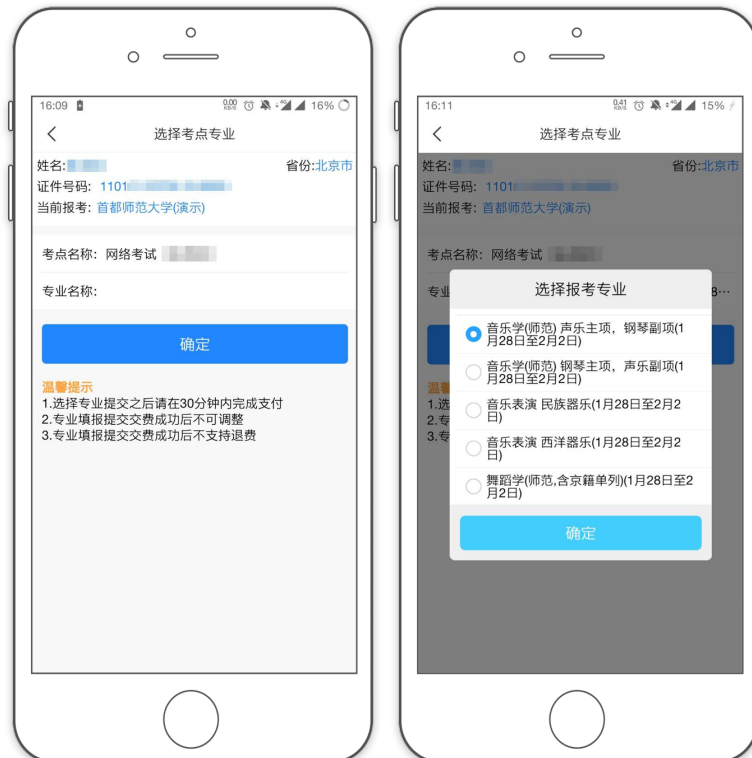 16:09
0.00
KB/S
4G
16%
选择考点专业
姓名:
省份:北京市
证件号码: 1101
当前报考: 首都师范大学(演示)
考点名称: 网络考试
专业名称:
确定
温馨提示
1.选择专业提交之后请在30分钟内完成支付
2.专业填报提交交费成功后不可调整
3.专业填报提交交费成功后不支持退费
16:11
0.41
KB/S
4G
15%
选择考点专业
姓名:
省份:北京市
证件号码: 1101
当前报考: 首都师范大学(演示)
考点名称: 网络考试
专业
8…
选择报考专业
音乐学(师范) 声乐主项，钢琴副项(1
月28日至2月2日)
音乐学(师范) 钢琴主项，声乐副项(1
月28日至2月2日)
音乐表演 民族器乐(1月28日至2月2
日)
音乐表演 西洋器乐(1月28日至2月2
日)
舞蹈学(师范,含京籍单列)(1月28日至2
月2日)
确定
温馨
1.选
2.专
3.专